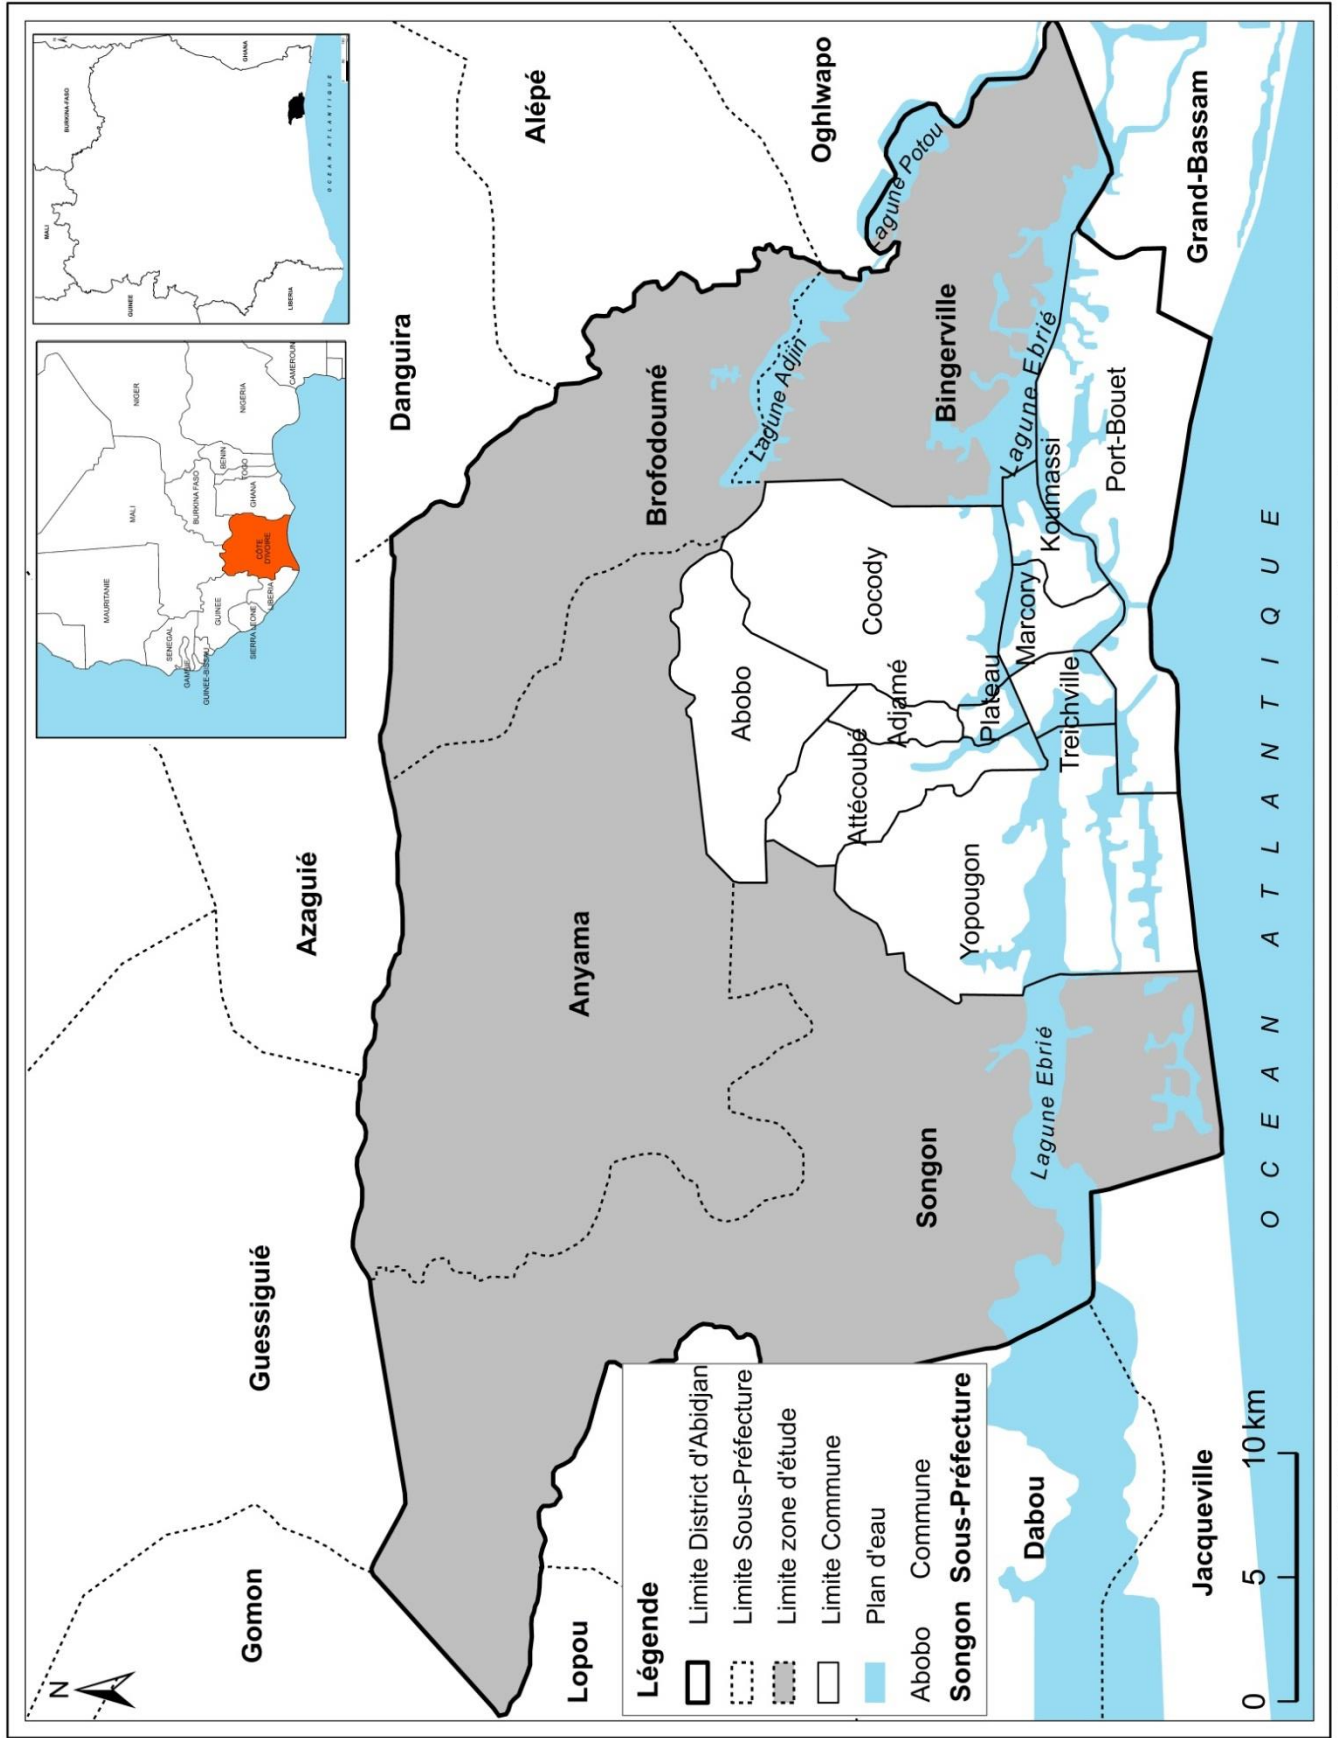 N
Gomon
Guessiguié
Azaguié
Danguira
Alépé
Oghlwapo
Lopou
Anyama
Brofodoumé
Lagune Adjin
Lagune Potou
Abobo
Cocody
Adjamé
Attécoubé
Plateau
Yopougon
Songon
Bingerville
Lagune Ebrié
Lagune Ebrié
Treichville
Marcory
Koumassi
Port-Bouet
Grand-Bassam
Dabou
Jacqueville
OCEAN ATLANTIQUE
Légende
Limite District d'Abidjan
Limite Sous-Préfecture
Limite zone d'étude
Limite Commune
Plan d'eau
Abobo Commune
Songon Sous-Préfecture
0 5 10 km
MAURITANIE
MALI
NIGER
SENEGAL
GUINEE-BISSAU
GUINEE
SIERRA LEONE
LIBERIA
CÔTE
D'IVOIRE
BURKINA FASO
GHANA
TOGO
BENIN
NIGERIA
CAMEROUN
MALI
BURKINA-FASO
GUINEE
LIBERIA
GHANA
OCEAN ATLANTIQUE